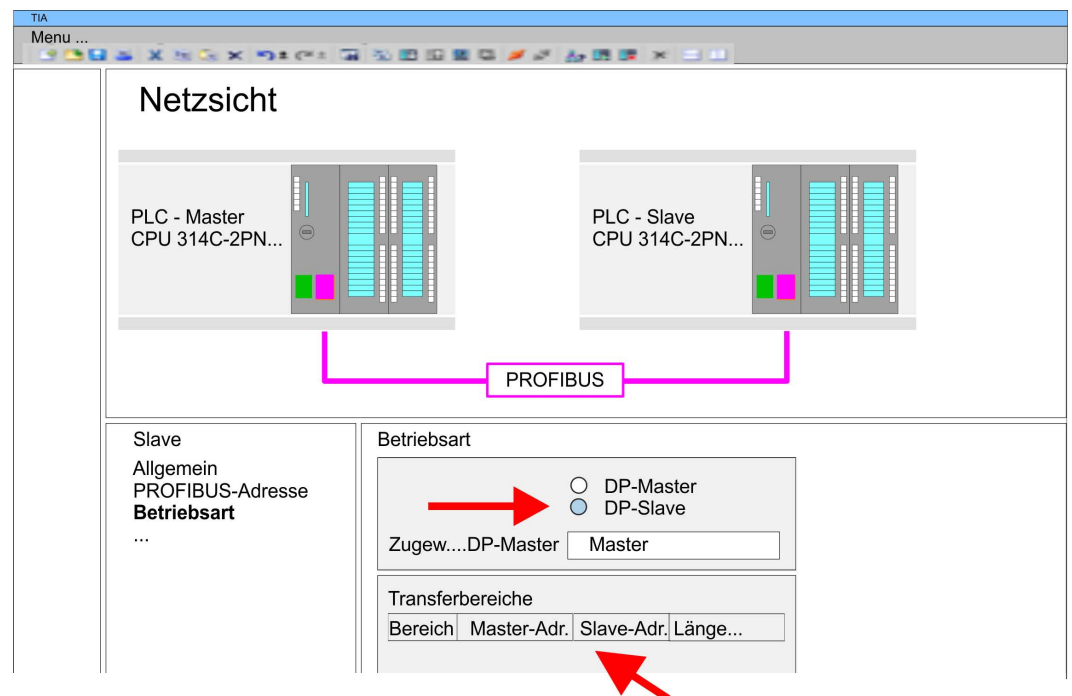 TIA
Menu ...
Netzsicht
PLC - Master
CPU 314C-2PN...
PLC - Slave
CPU 314C-2PN...
PROFIBUS
Slave
Allgemein
PROFIBUS-Adresse
Betriebsart
...
Betriebsart
DP-Master
DP-Slave
Zugew....DP-Master Master
Transferbereiche
Bereich Master-Adr. Slave-Adr. Länge...